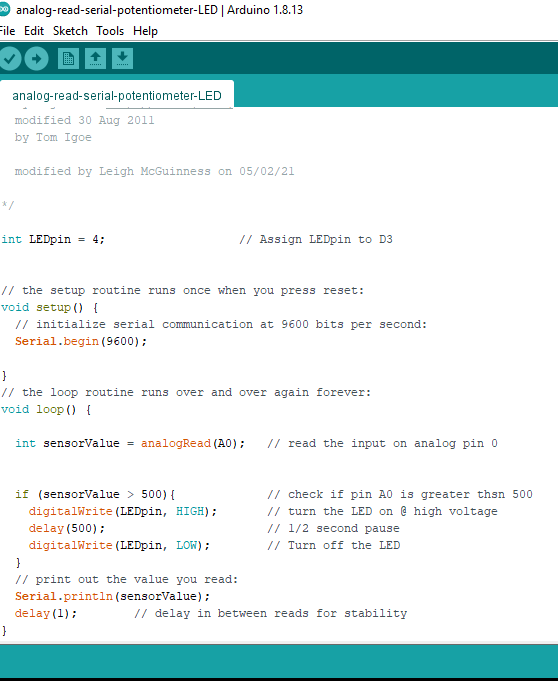 analog-read-serial-potentiometer-LED | Arduino 1.8.13
File Edit Sketch Tools Help
analog-read-serial-potentiometer-LED
modified 30 Aug 2011
by Tom Igoe
modified by Leigh McGuinness on 05/02/21
*/
int LEDpin = 4; // Assign LEDpin to D3
// the setup routine runs once when you press reset:
void setup() {
// initialize serial communication at 9600 bits per second:
Serial.begin(9600);
}
// the loop routine runs over and over again forever:
void loop() {
int sensorValue = analogRead(A0); // read the input on analog pin 0
if (sensorValue > 500){ // check if pin A0 is greater thsn 500
digitalWrite(LEDpin, HIGH); // turn the LED on @ high voltage
delay(500); // 1/2 second pause
digitalWrite(LEDpin, LOW); // Turn off the LED
}
// print out the value you read:
Serial.println(sensorValue);
delay(1); // delay in between reads for stability
}